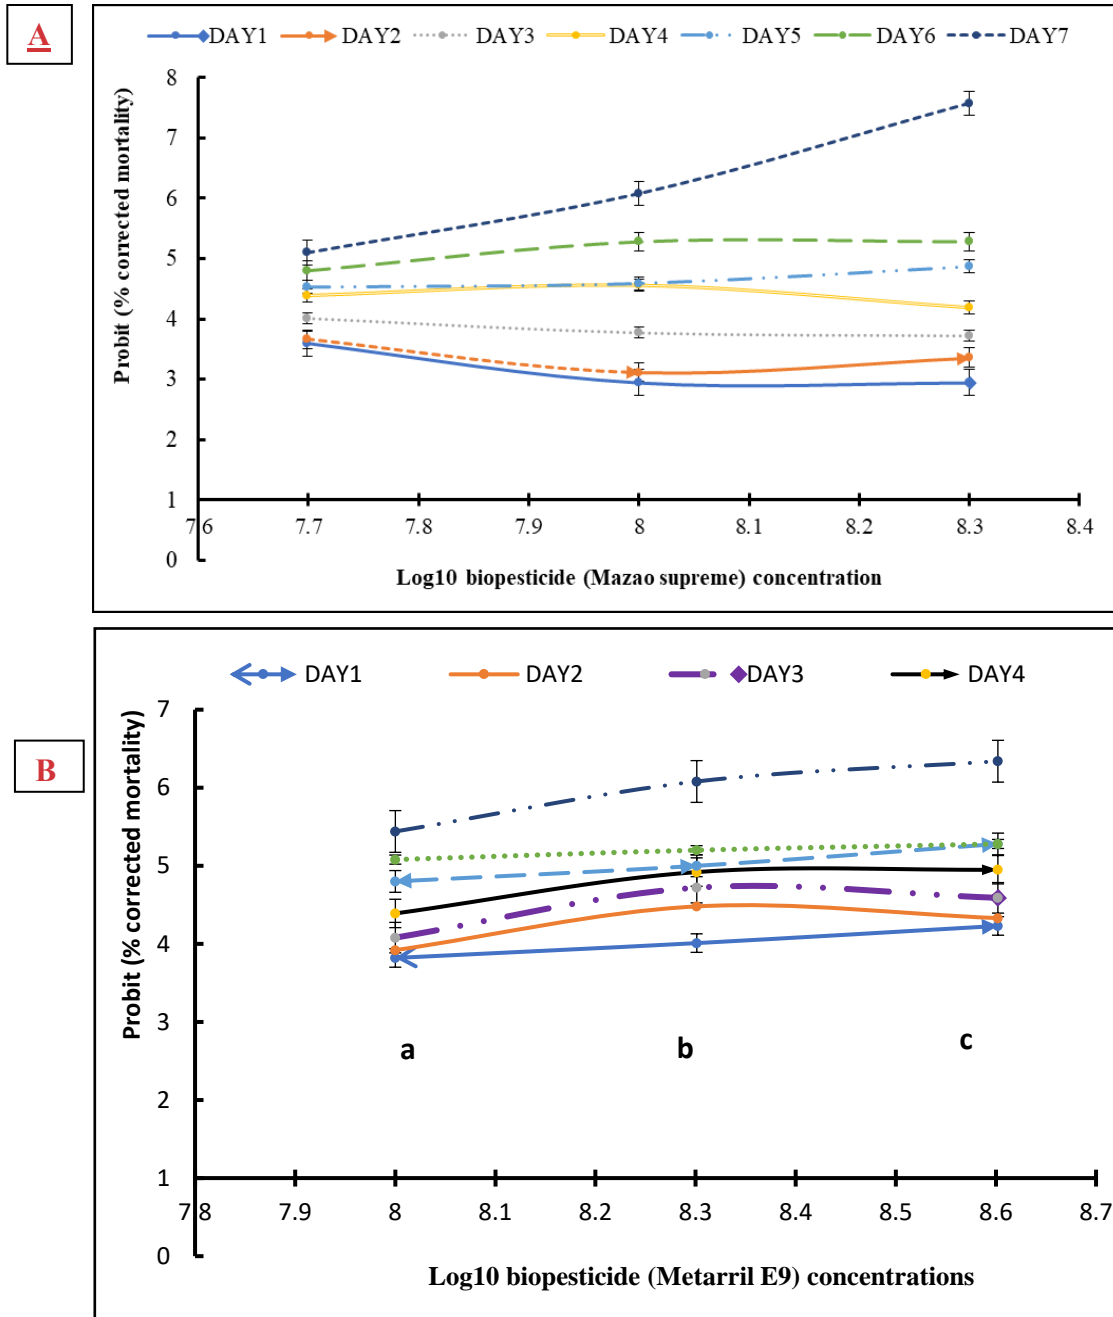 A
DAY1 DAY2 DAY3 DAY4 DAY5 DAY6 DAY7
Probit (% corrected mortality)
8
7
6
5
4
3
2
1
0
7.6 7.7 7.8 7.9 8 8.1 8.2 8.3 8.4
Log10 biopesticide (Mazao supreme) concentration
B
DAY1 DAY2 DAY3 DAY4
Probit (% corrected mortality)
7
6
5
4
3
2
1
0
a b c
7.8 7.9 8 8.1 8.2 8.3 8.4 8.5 8.6 8.7
Log10 biopesticide (Metarril E9) concentrations